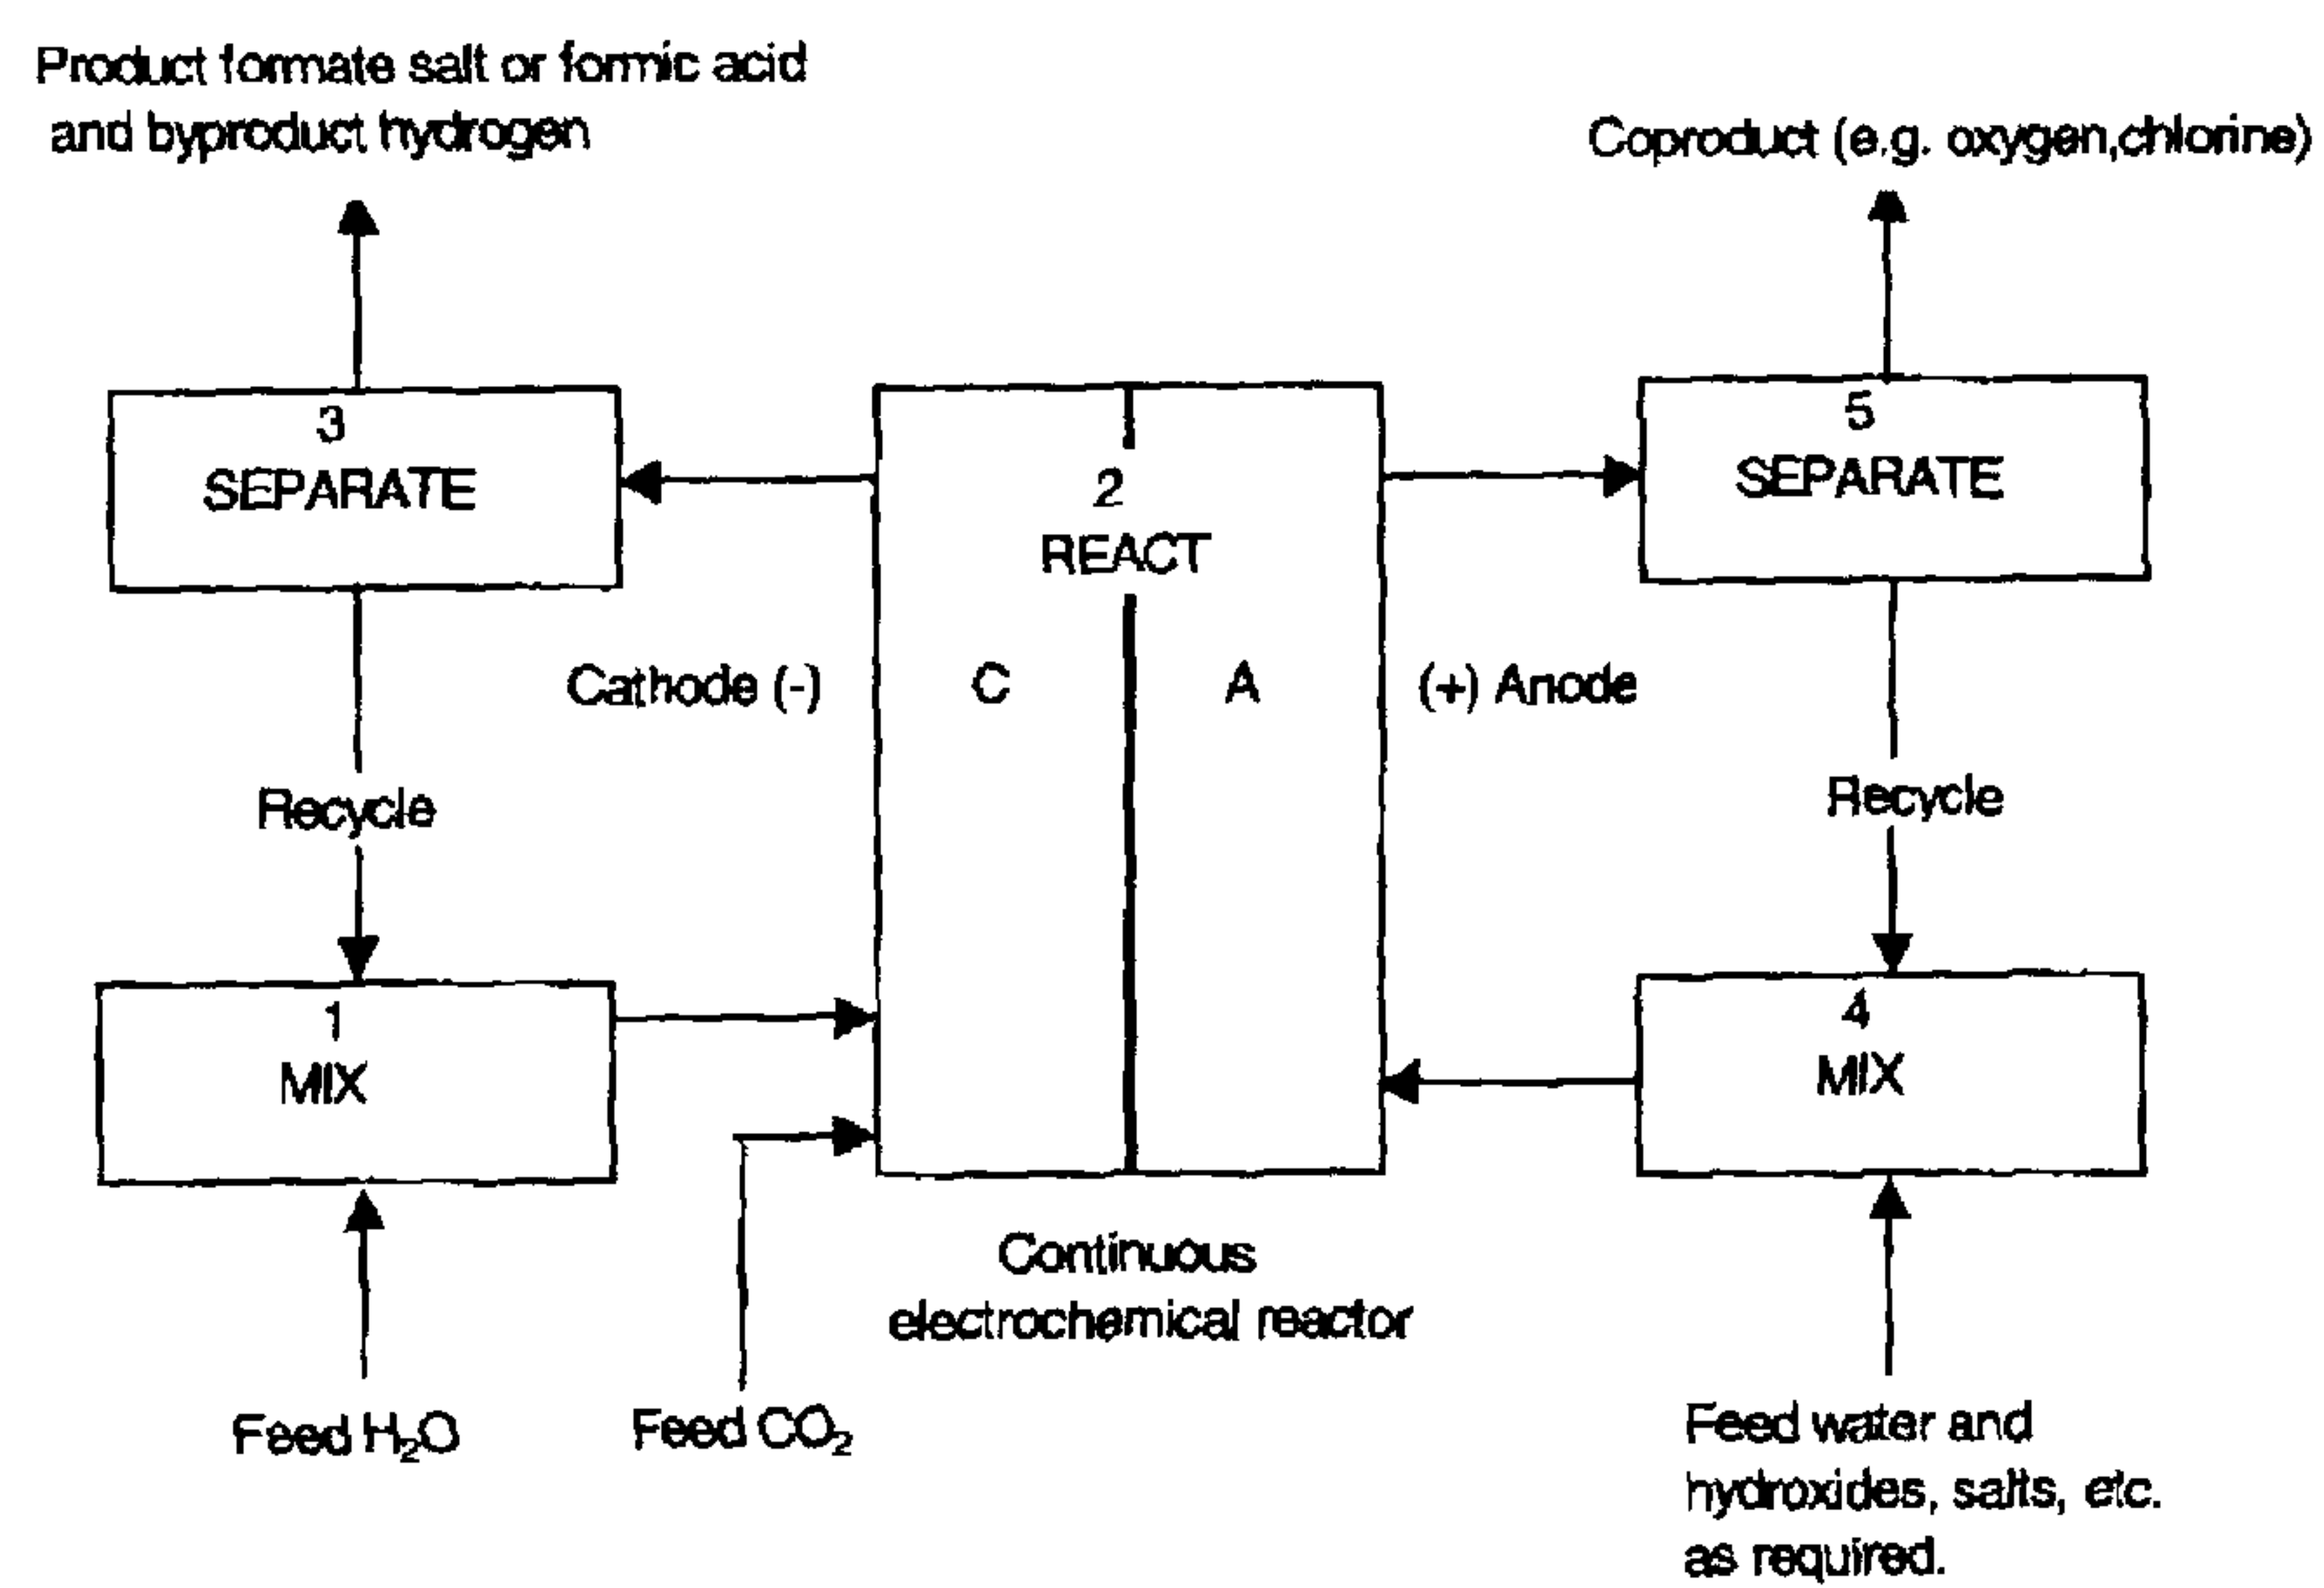 Product formate salt or formic acid
and byproduct hydrogen
Coproduct (e.g. oxygen,chlorine)
3
SEPARATE
2
REACT
5
SEPARATE
Cathode (-)
C
A
(+) Anode
Recycle
Recycle
1
MIX
4
MIX
Continuous
electrochemical reactor
Feed H₂O
Feed CO₂
Feed water and
hydroxides, salts, etc.
as required.